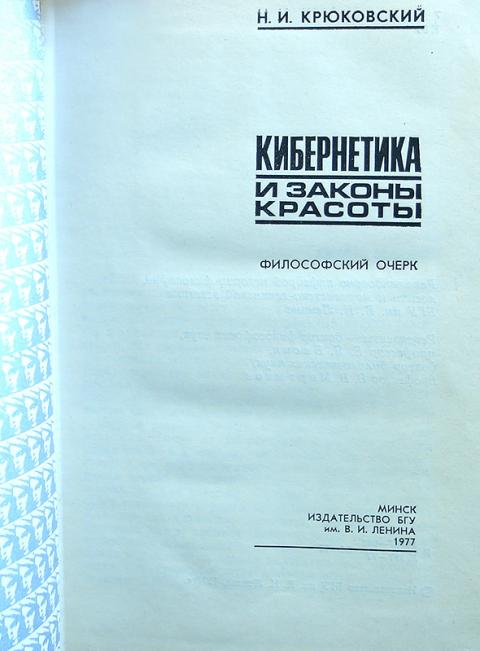 Н. И. КРЮКОВСКИЙ
КИБЕРНЕТИКА
И ЗАКОНЫ
КРАСОТЫ
ФИЛОСОФСКИЙ ОЧЕРК
МИНСК
ИЗДАТЕЛЬСТВО БГУ
им. В. И. ЛЕНИНА
1977